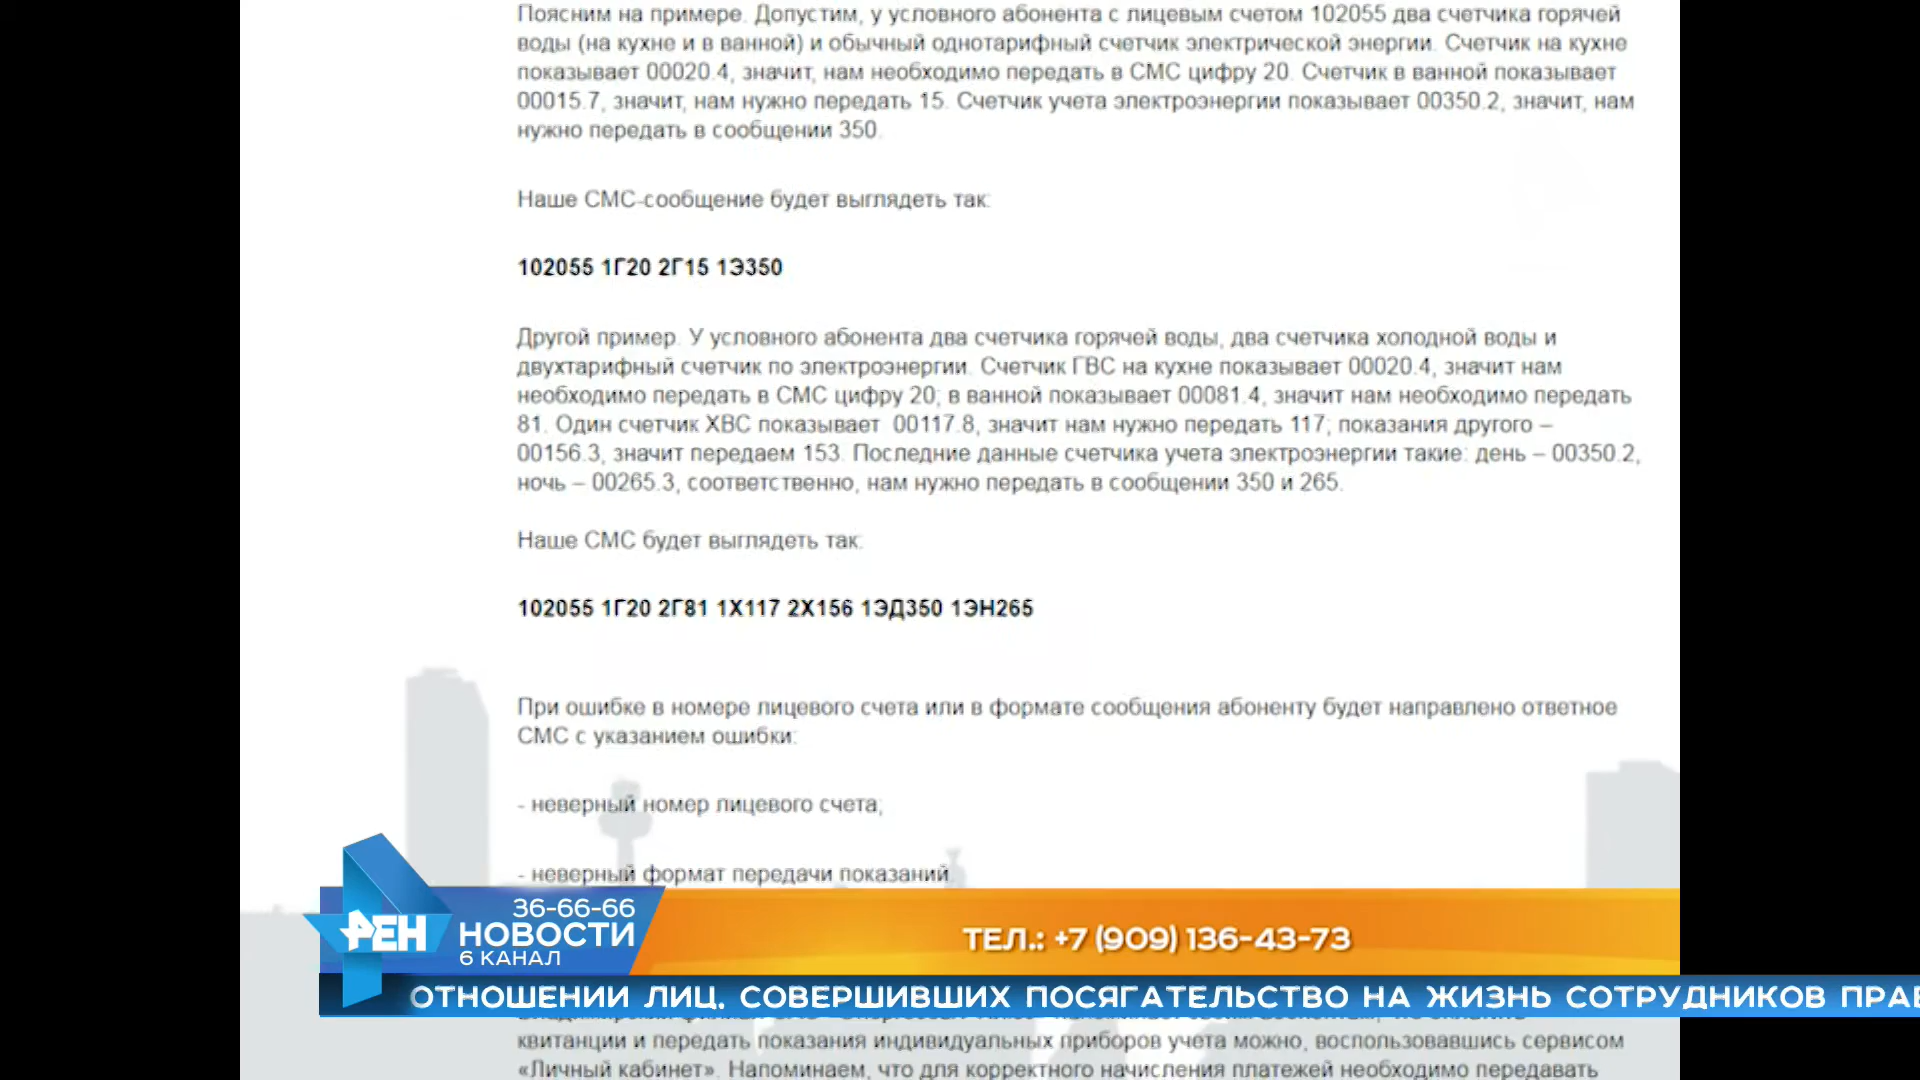 Поясним на примере. Допустим, у условного абонента с лицевым счетом 102055 два счетчика горячей
воды (на кухне и в ванной) и обычный однотарифный счетчик электрической энергии. Счетчик на кухне
показывает 00020.4, значит, нам необходимо передать в СМС цифру 20. Счетчик в ванной показывает
00015.7, значит, нам нужно передать 15. Счетчик учета электроэнергии показывает 00350.2, значит, нам
нужно передать в сообщении 350.
Наше СМС-сообщение будет выглядеть так:
102055 1Г20 2Г15 1Э350
Другой пример. У условного абонента два счетчика горячей воды, два счетчика холодной воды и
двухтарифный счетчик по электроэнергии. Счетчик ГВС на кухне показывает 00020.4, значит нам
необходимо передать в СМС цифру 20; в ванной показывает 00081.4, значит нам необходимо передать
81. Один счетчик ХВС показывает 00117.8, значит нам нужно передать 117; показания другого –
00156.3, значит передаем 153. Последние данные счетчика учета электроэнергии такие: день – 00350.2,
ночь – 00265.3, соответственно, нам нужно передать в сообщении 350 и 265.
Наше СМС будет выглядеть так:
102055 1Г20 2Г81 1Х117 2Х156 1ЭД350 1ЭН265
При ошибке в номере лицевого счета или в формате сообщения абоненту будет направлено ответное
СМС с указанием ошибки:
- неверный номер лицевого счета;
- неверный формат передачи показаний.
36-66-66
РЕН НОВОСТИ
6 КАНАЛ
ТЕЛ.: +7 (909) 136-43-73
ОТНОШЕНИИ ЛИЦ, СОВЕРШИВШИХ ПОСЯГАТЕЛЬСТВО НА ЖИЗНЬ СОТРУДНИКОВ ПРАВ
квитанции и передать показания индивидуальных приборов учета можно, воспользовавшись сервисом
«Личный кабинет». Напоминаем, что для корректного начисления платежей необходимо передавать